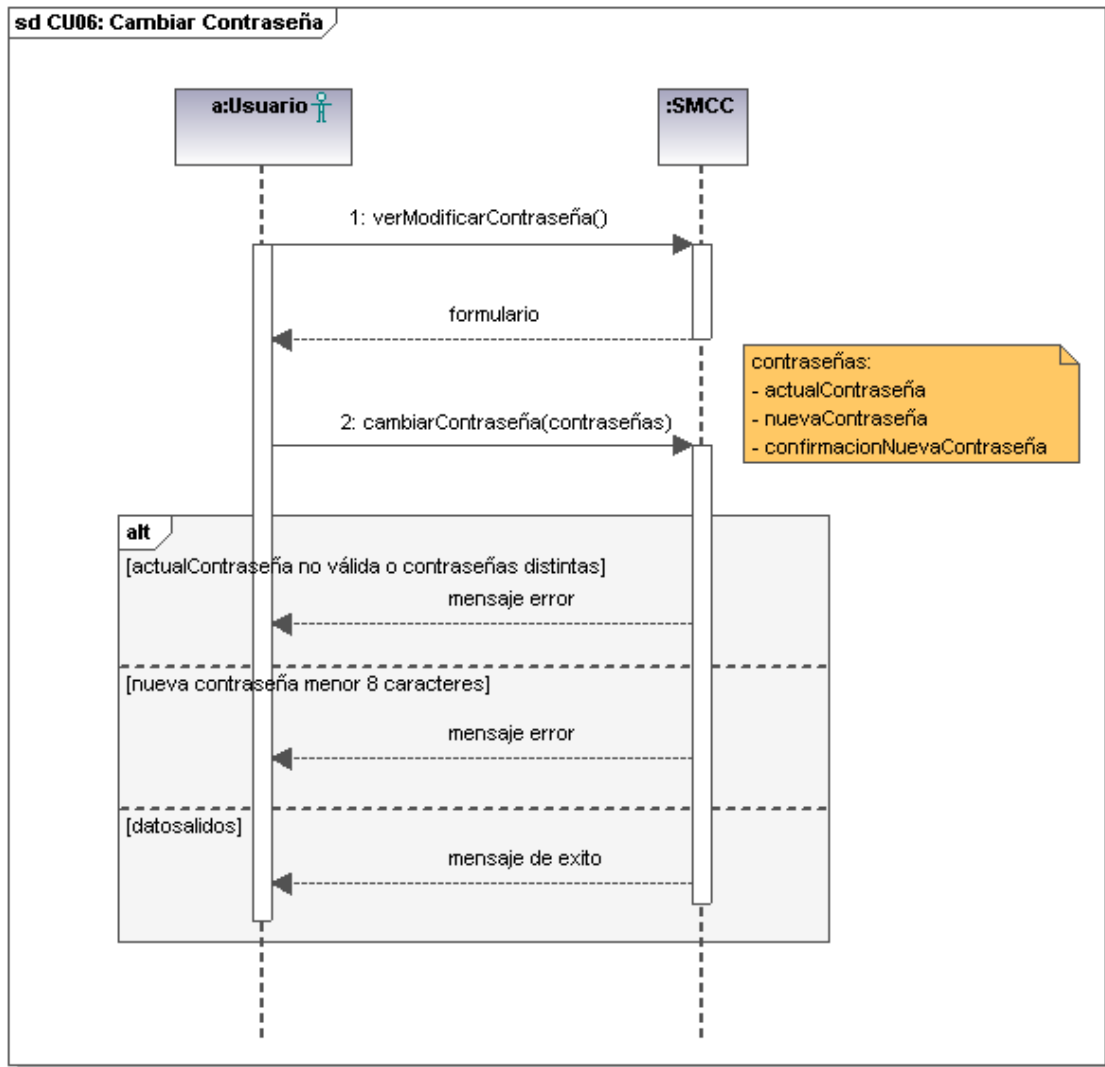 sd CU06: Cambiar Contraseña
a:Usuario
:SMCC
1: verModificarContraseña()
formulario
contraseñas:
- actualContraseña
- nuevaContraseña
- confirmacionNuevaContraseña
2: cambiarContraseña(contraseñas)
alt
[actualContraseña no válida o contraseñas distintas]
mensaje error
[nueva contraseña menor 8 caracteres]
mensaje error
[datosalidos]
mensaje de exito